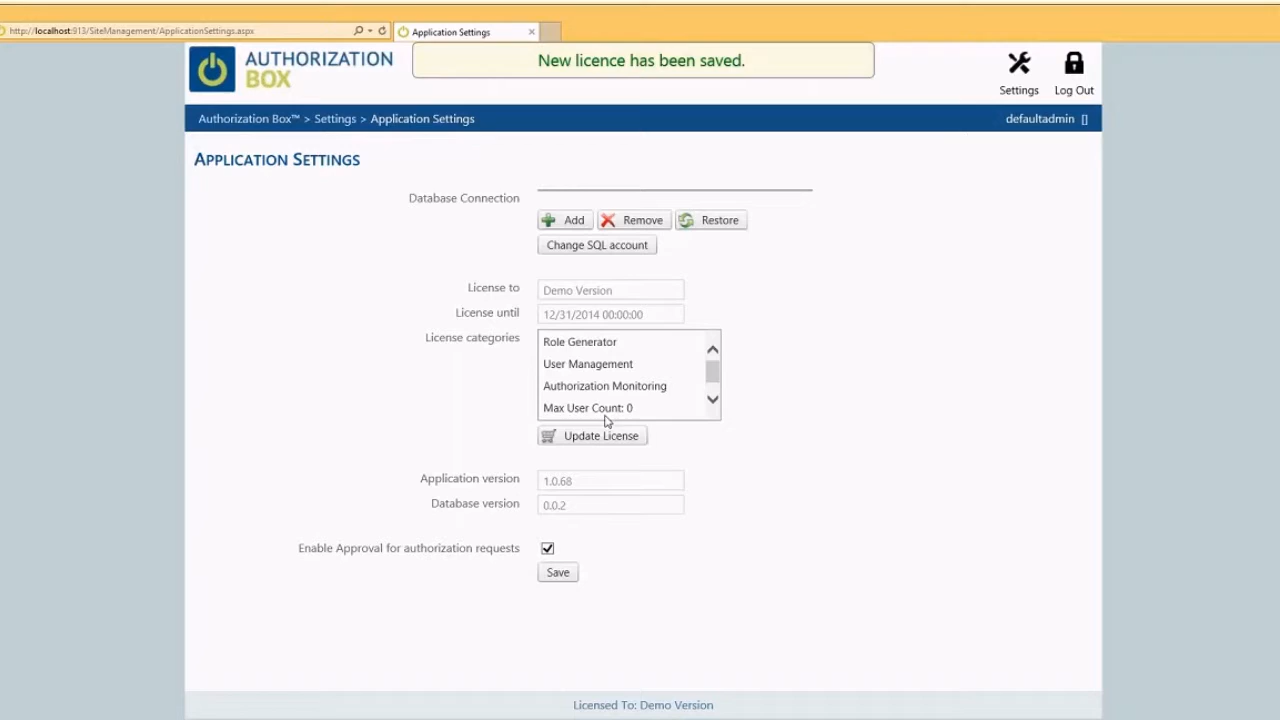 http://localhost:913/SiteManagement/ApplicationSettings.aspx
Application Settings
AUTHORIZATION
BOX
New licence has been saved.
Settings
Log Out
Authorization Box™ > Settings > Application Settings
defaultadmin []
APPLICATION SETTINGS
Database Connection
Add Remove Restore
Change SQL account
License to Demo Version
License until 12/31/2014 00:00:00
License categories
Role Generator
User Management
Authorization Monitoring
Max User Count: 0
Update License
Application version 1.0.68
Database version 0.0.2
Enable Approval for authorization requests
Save
Licensed To: Demo Version